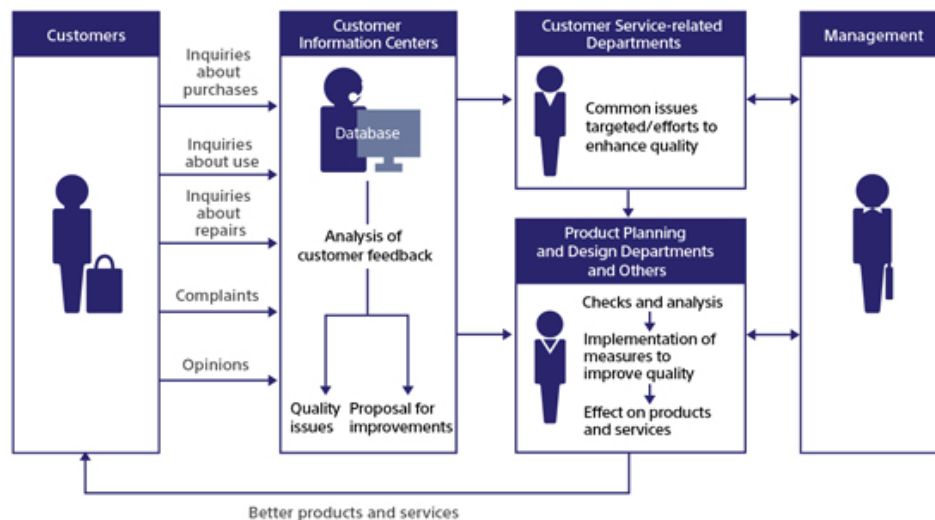 Customers
Inquiries
about
purchases
Inquiries
about use
Inquiries
about
repairs
Complaints
Opinions
Customer
Information Centers
Database
Analysis of
customer feedback
Quality
issues
Proposal for
improvements
Customer Service-related
Departments
Common issues
targeted/efforts to
enhance quality
Product Planning
and Design Departments
and Others
Checks and analysis
Implementation of
measures to
improve quality
Effect on products
and services
Management
Better products and services